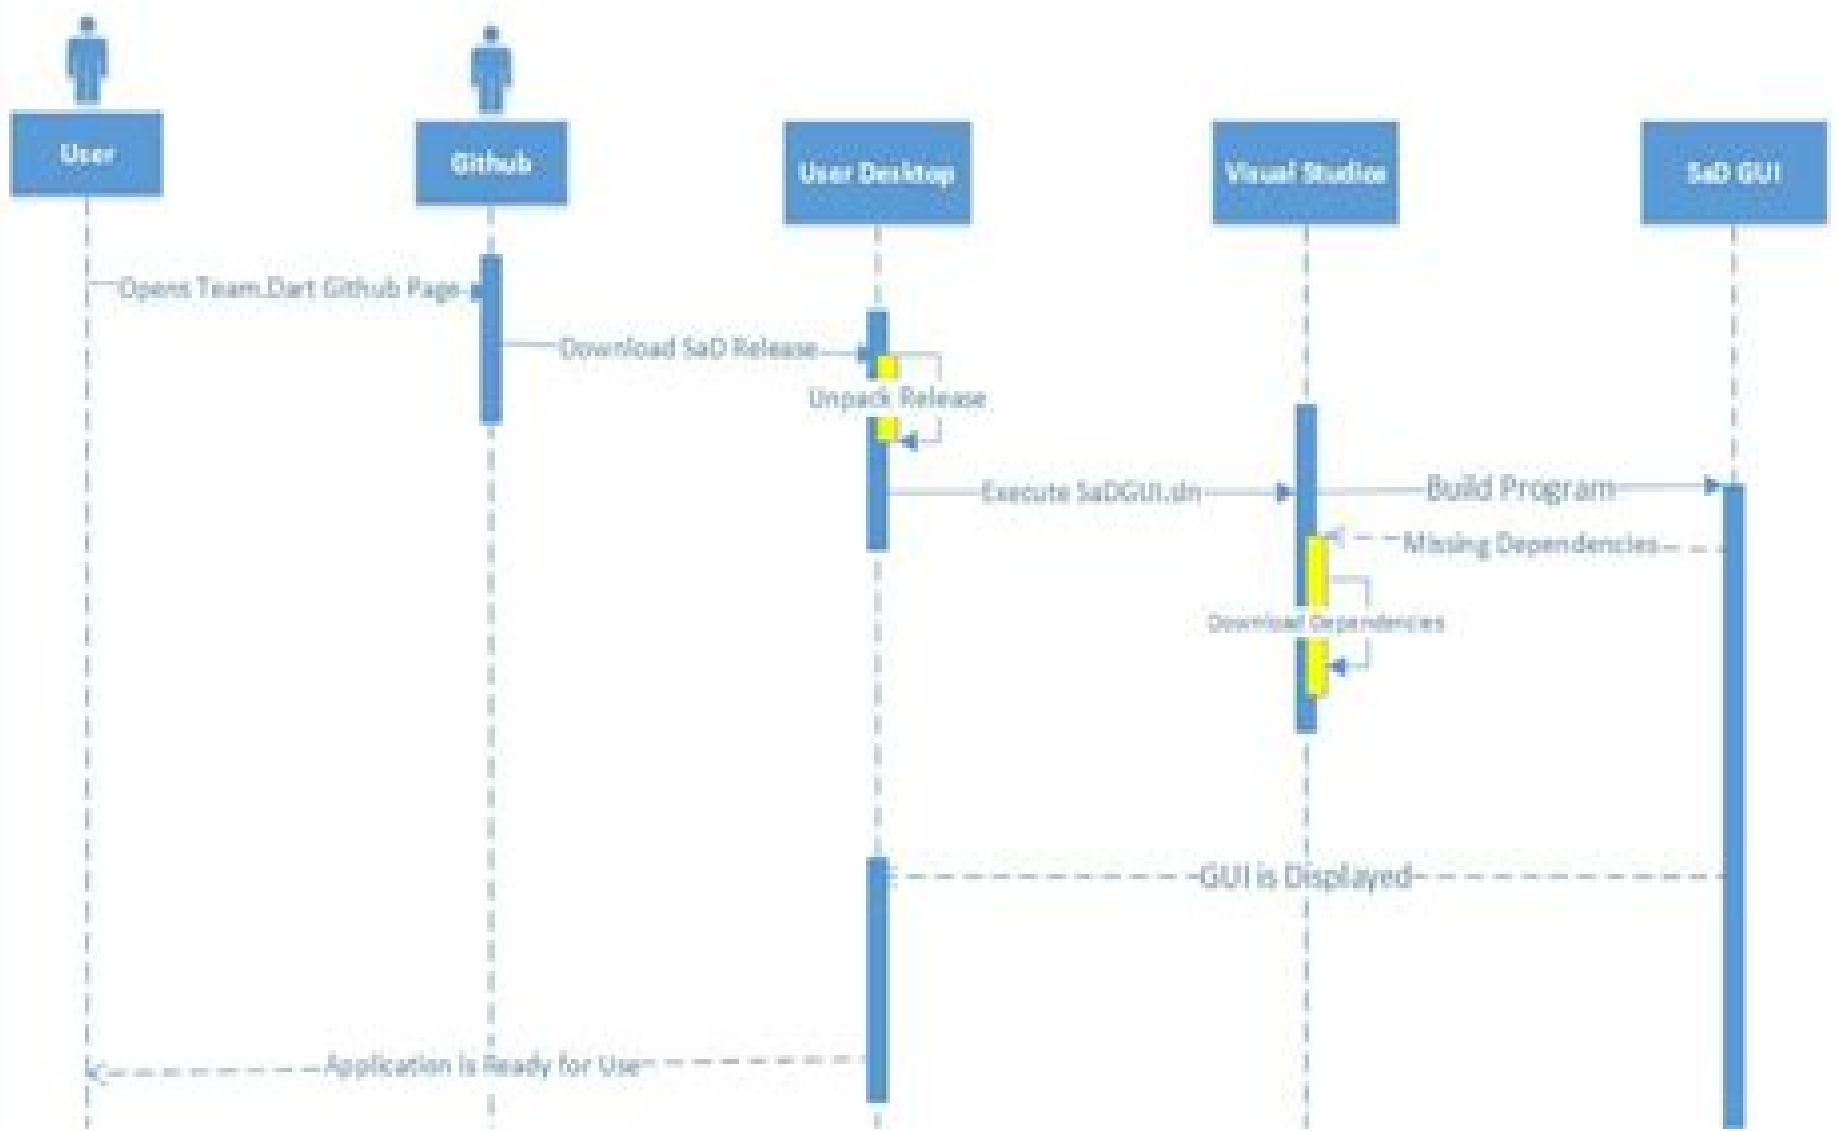 User
Github
User Desktop
Visual Studios
SaD GUI
Opens Team.Dart Github Page
Download SaD Release
Unpack Release
Execute SaDGUI.sln
Build Program
Missing Dependencies
Download Dependencies
GUI is Displayed
Application is Ready for Use